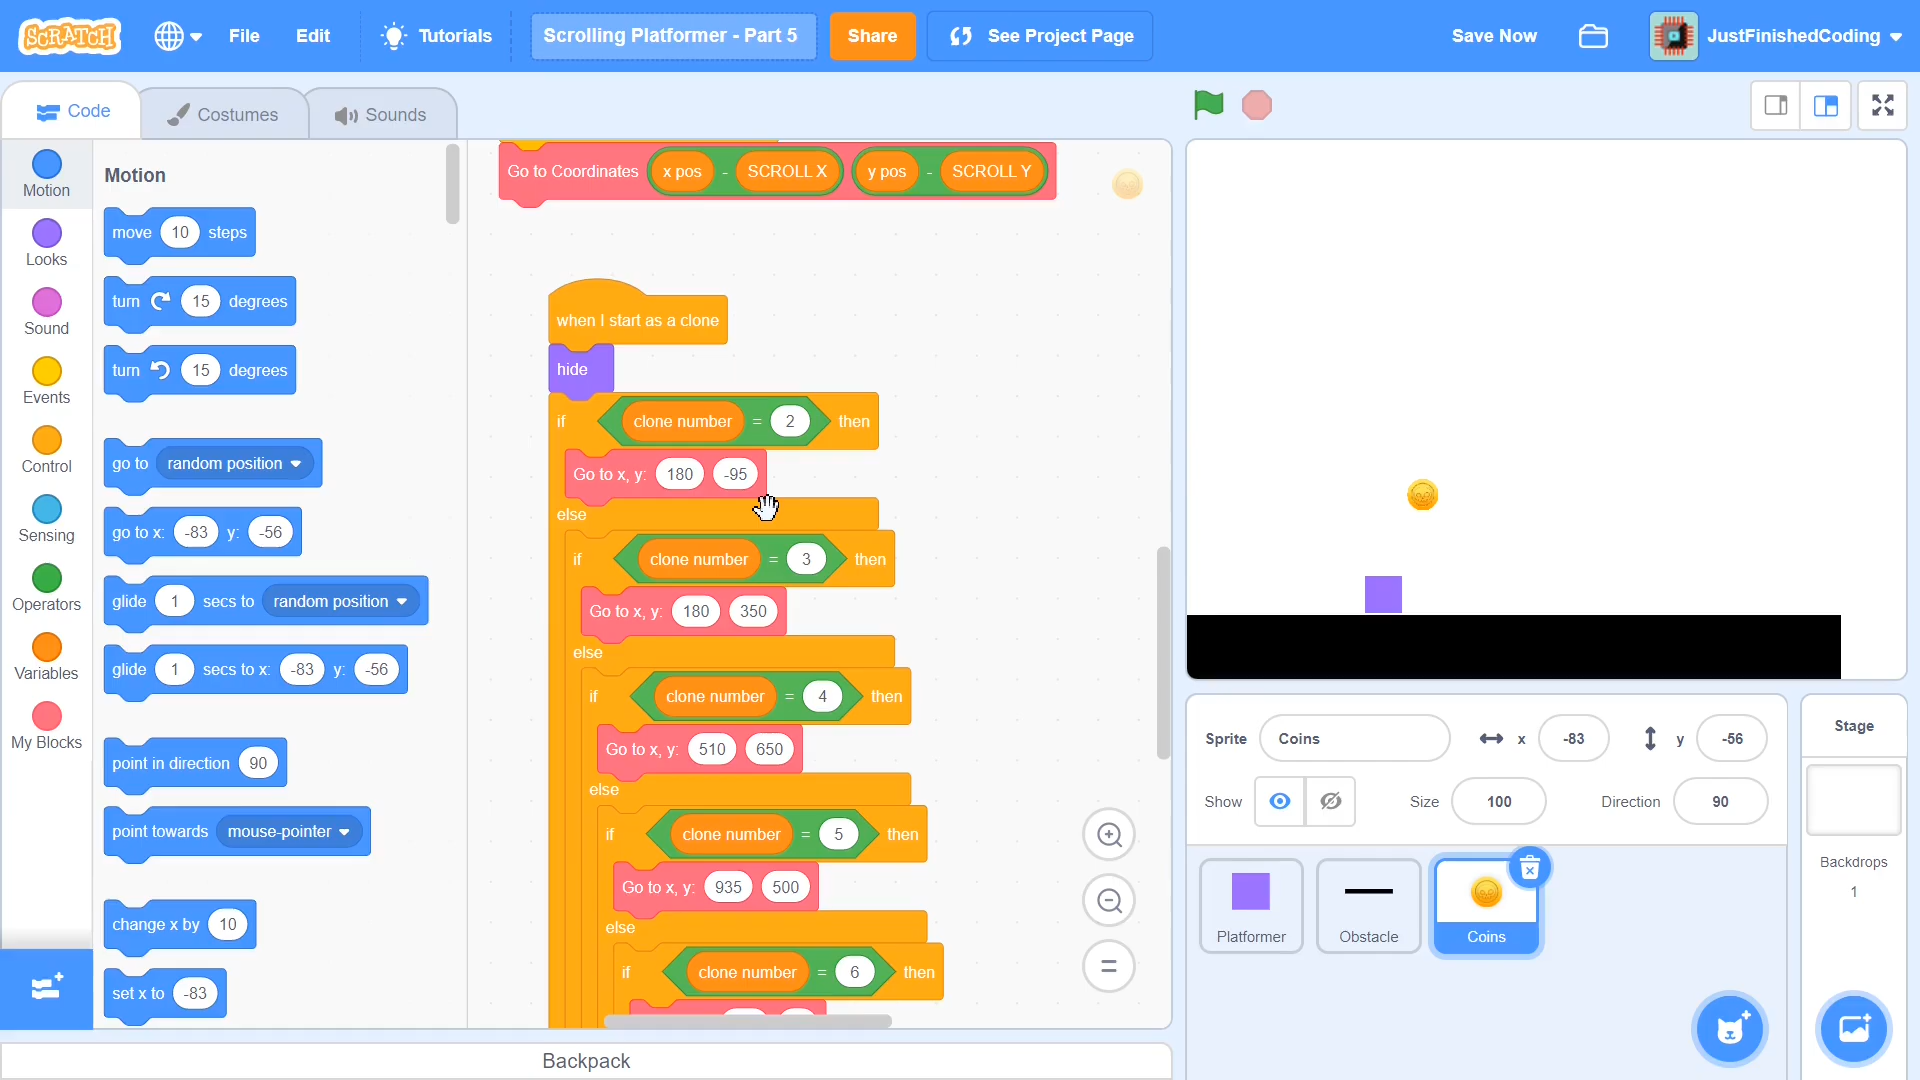 SCRATCH File Edit Tutorials Scrolling Platformer - Part 5 Share See Project Page Save Now JustFinishedCoding
Code Costumes Sounds
Motion
Looks
Sound
Events
Control
Sensing
Operators
Variables
My Blocks
Motion
move 10 steps
turn 15 degrees
turn 15 degrees
go to random position
go to x: -83 y: -56
glide 1 secs to random position
glide 1 secs to x: -83 y: -56
point in direction 90
point towards mouse-pointer
change x by 10
set x to -83
Go to Coordinates x pos - SCROLL X y pos - SCROLL Y
when I start as a clone
hide
if clone number = 2 then
Go to x, y: 180 -95
else
if clone number = 3 then
Go to x, y: 180 350
else
if clone number = 4 then
Go to x, y: 510 650
else
if clone number = 5 then
Go to x, y: 935 500
else
if clone number = 6 then
Backpack
Sprite Coins x -83 y -56
Show Size 100 Direction 90
Platformer
Obstacle
Coins
Stage
Backdrops
1